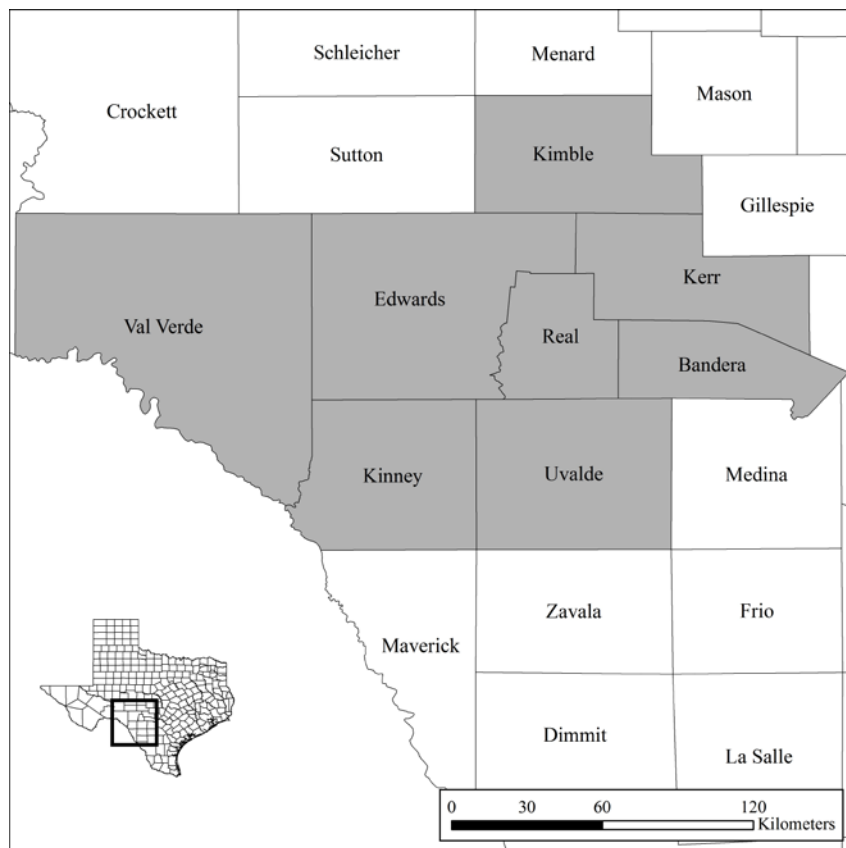 Schleicher
Menard
Mason
Crockett
Sutton
Kimble
Gillespie
Kerr
Edwards
Val Verde
Real
Bandera
Kinney
Uvalde
Medina
Zavala
Frio
Maverick
Dimmit
La Salle
0 30 60 120
Kilometers